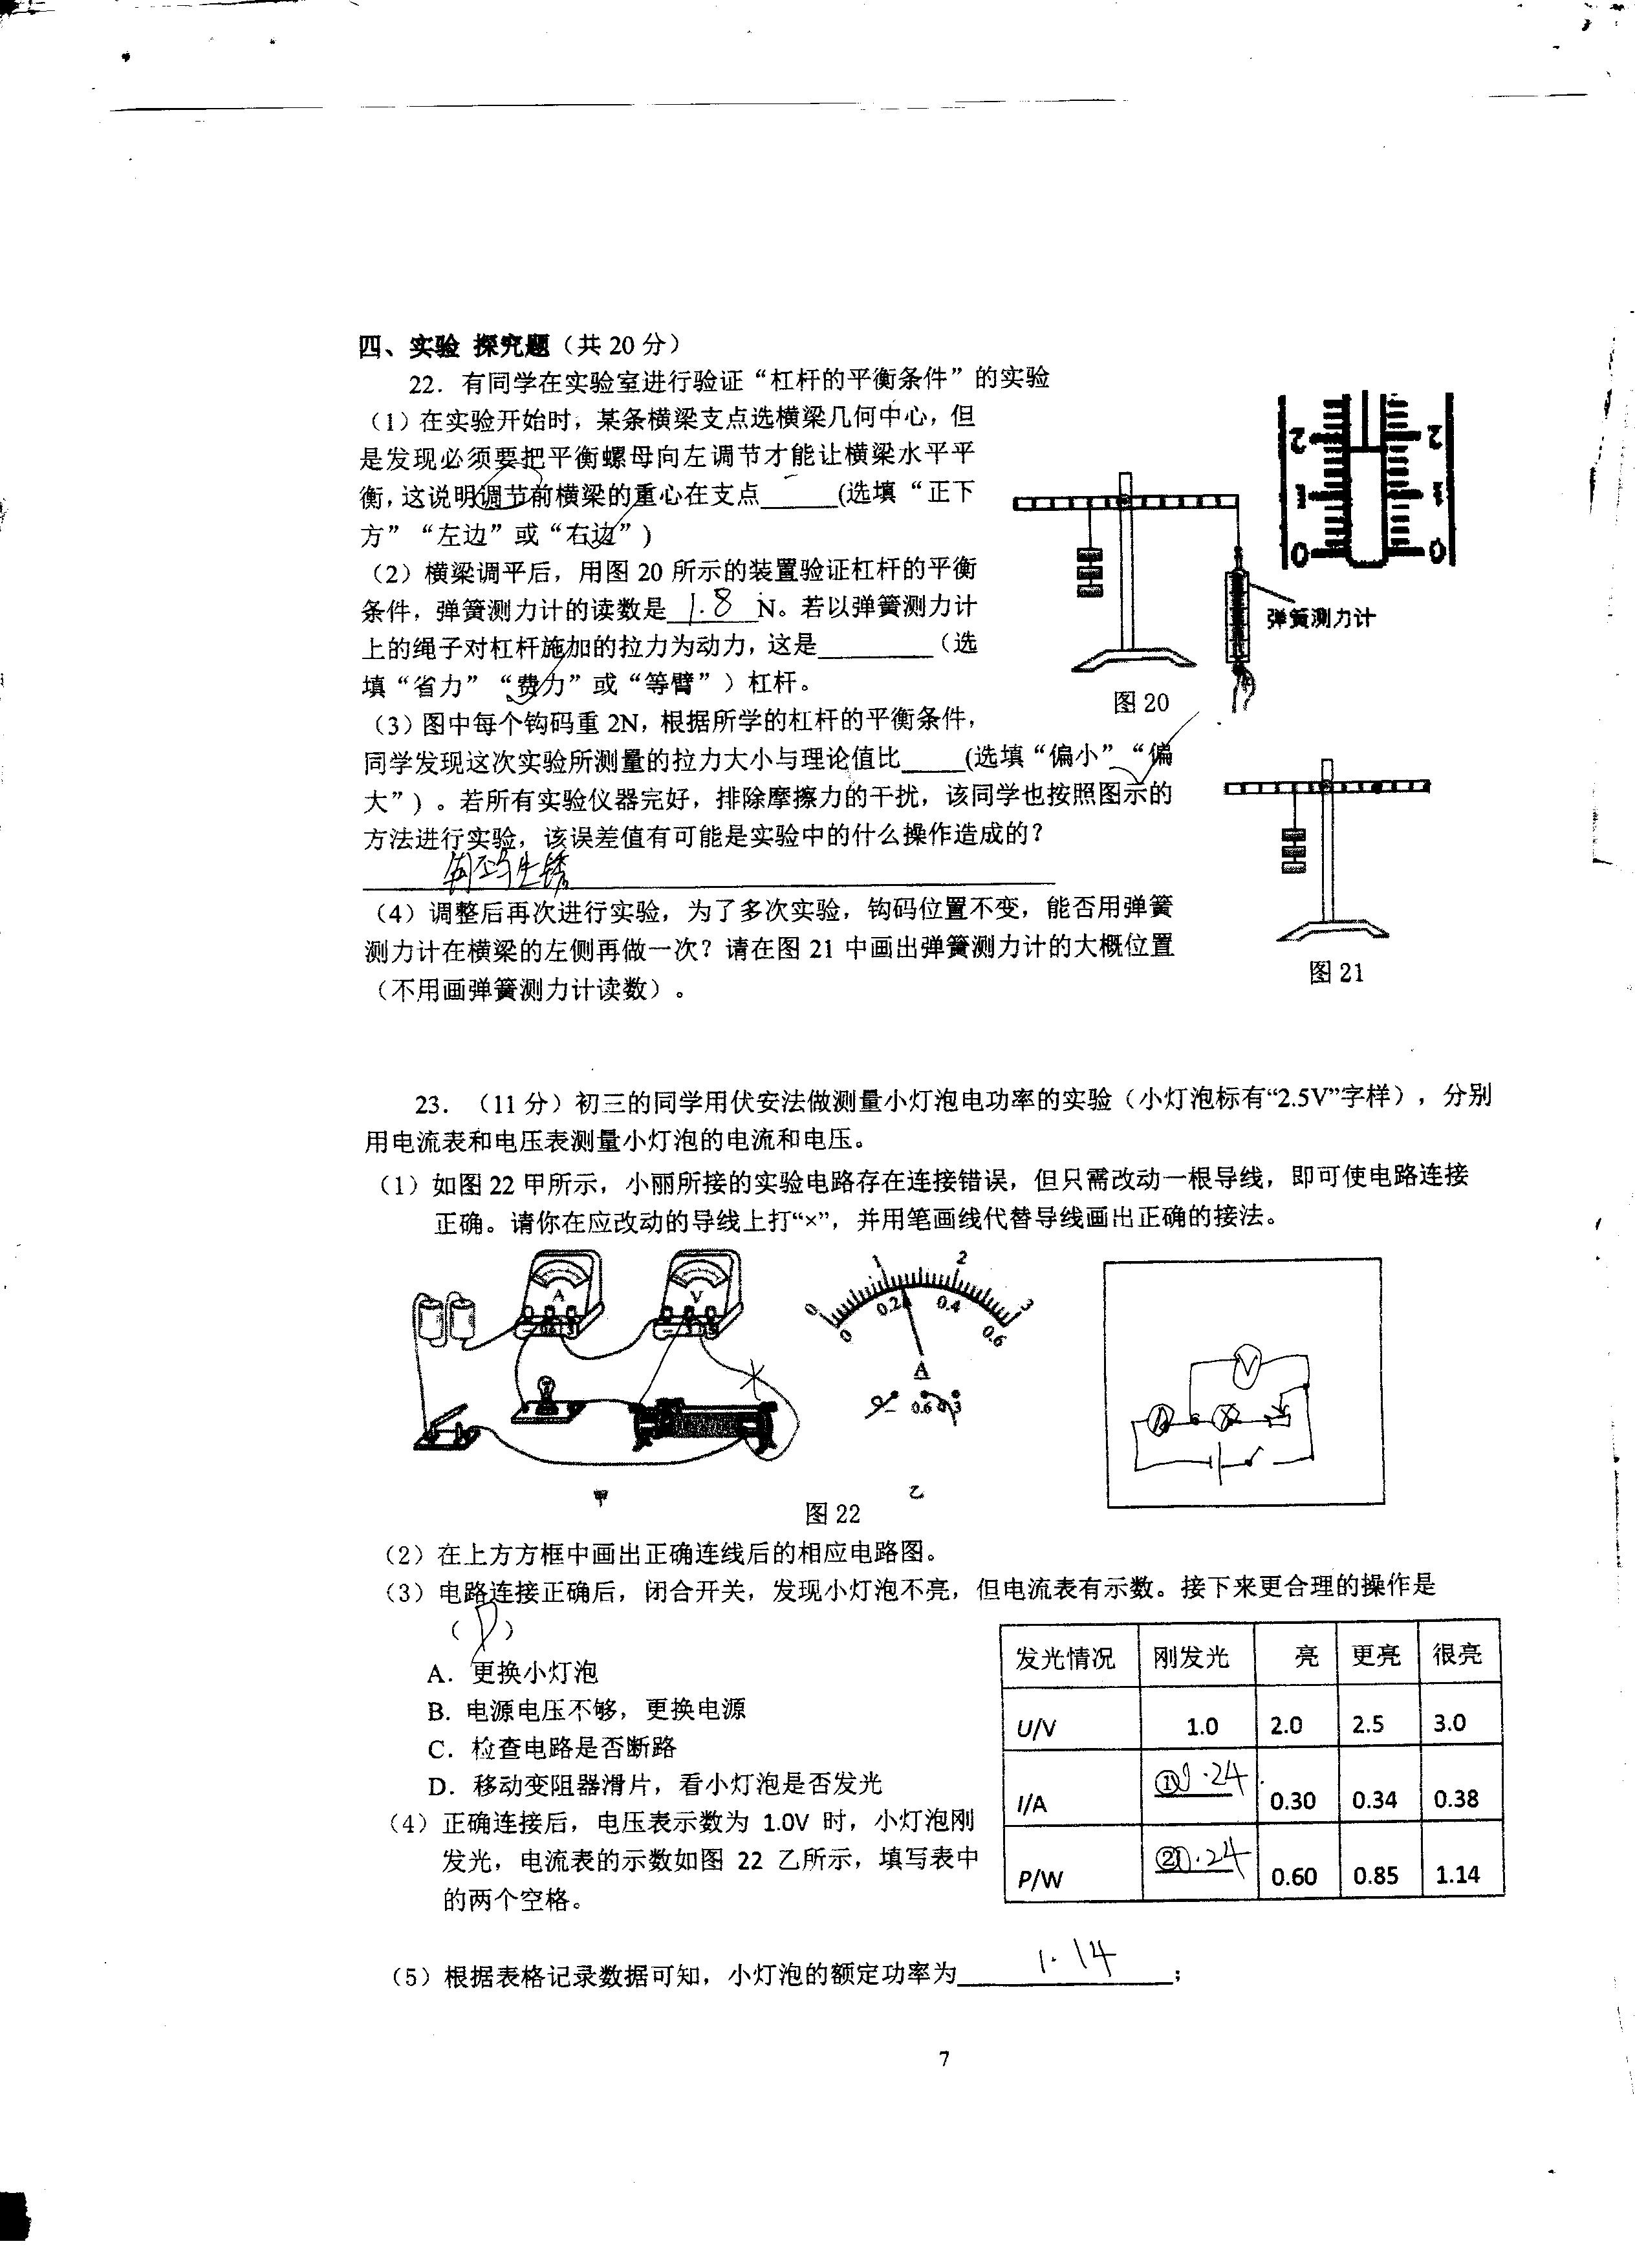 四、实验 探究题（共 20 分）
22．有同学在实验室进行验证“杠杆的平衡条件”的实验
（1）在实验开始时，某条横梁支点选横梁几何中心，但
是发现必须要把平衡螺母向左调节才能让横梁水平平
衡，这说明调节前横梁的重心在支点______(选填“正下
方”“左边”或“右边”)
（2）横梁调平后，用图 20 所示的装置验证杠杆的平衡
条件，弹簧测力计的读数是 1.8 N。若以弹簧测力计
上的绳子对杠杆施加的拉力为动力，这是_________（选
填“省力”“费力”或“等臂”）杠杆。
（3）图中每个钩码重 2N，根据所学的杠杆的平衡条件，
同学发现这次实验所测量的拉力大小与理论值比_____(选填“偏小”“偏
大”) 。若所有实验仪器完好，排除摩擦力的干扰，该同学也按照图示的
方法进行实验，该误差值有可能是实验中的什么操作造成的？
钩码生锈
（4）调整后再次进行实验，为了多次实验，钩码位置不变，能否用弹簧
测力计在横梁的左侧再做一次？请在图 21 中画出弹簧测力计的大概位置
（不用画弹簧测力计读数）。
2 2
1 1
0 0
弹簧测力计
图 20
图 21
23．（11 分）初三的同学用伏安法做测量小灯泡电功率的实验（小灯泡标有“2.5V”字样），分别
用电流表和电压表测量小灯泡的电流和电压。
（1）如图 22 甲所示，小丽所接的实验电路存在连接错误，但只需改动一根导线，即可使电路连接
正确。请你在应改动的导线上打“×”，并用笔画线代替导线画出正确的接法。
A V
0 1 2 3
0 0.2 0.4 0.6
A
- 0.6 3
V
A
甲
乙
图 22
（2）在上方方框中画出正确连线后的相应电路图。
（3）电路连接正确后，闭合开关，发现小灯泡不亮，但电流表有示数。接下来更合理的操作是
（ D ）
A．更换小灯泡
B. 电源电压不够，更换电源
C．检查电路是否断路
D．移动变阻器滑片，看小灯泡是否发光
（4）正确连接后，电压表示数为 1.0V 时，小灯泡刚
发光，电流表的示数如图 22 乙所示，填写表中
的两个空格。
发光情况 刚发光 亮 更亮 很亮
U/V 1.0 2.0 2.5 3.0
I/A ①0.24 0.30 0.34 0.38
P/W ②0.24 0.60 0.85 1.14
（5）根据表格记录数据可知，小灯泡的额定功率为 1.14 ；
7